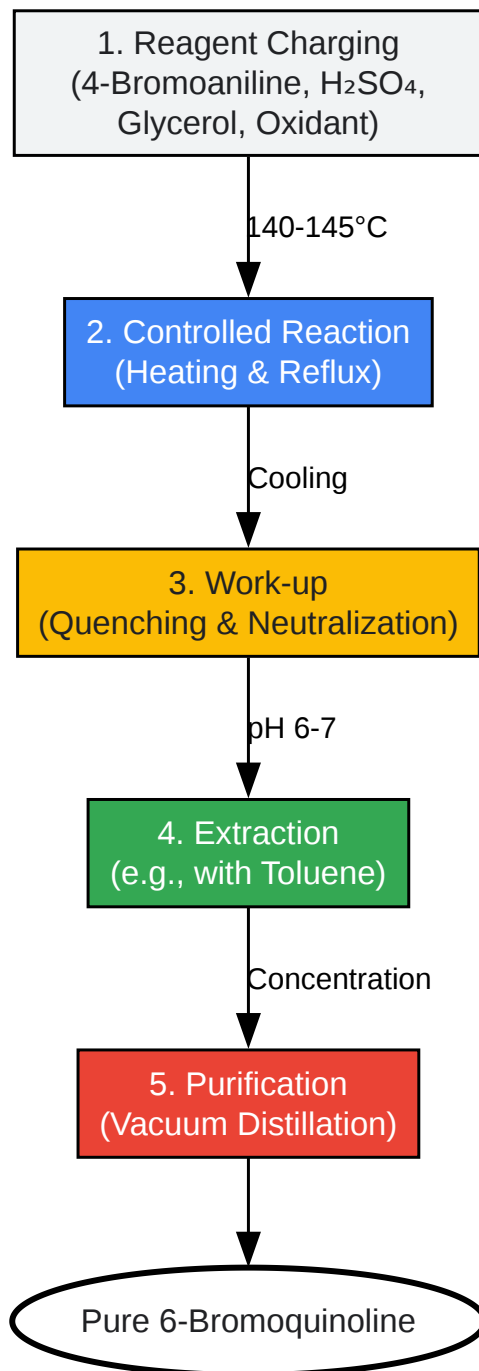 1. Reagent Charging
(4-Bromoaniline, H₂SO₄,
Glycerol, Oxidant)
140-145°C
2. Controlled Reaction
(Heating & Reflux)
Cooling
3. Work-up
(Quenching & Neutralization)
pH 6-7
4. Extraction
(e.g., with Toluene)
Concentration
5. Purification
(Vacuum Distillation)
Pure 6-Bromoquinoline